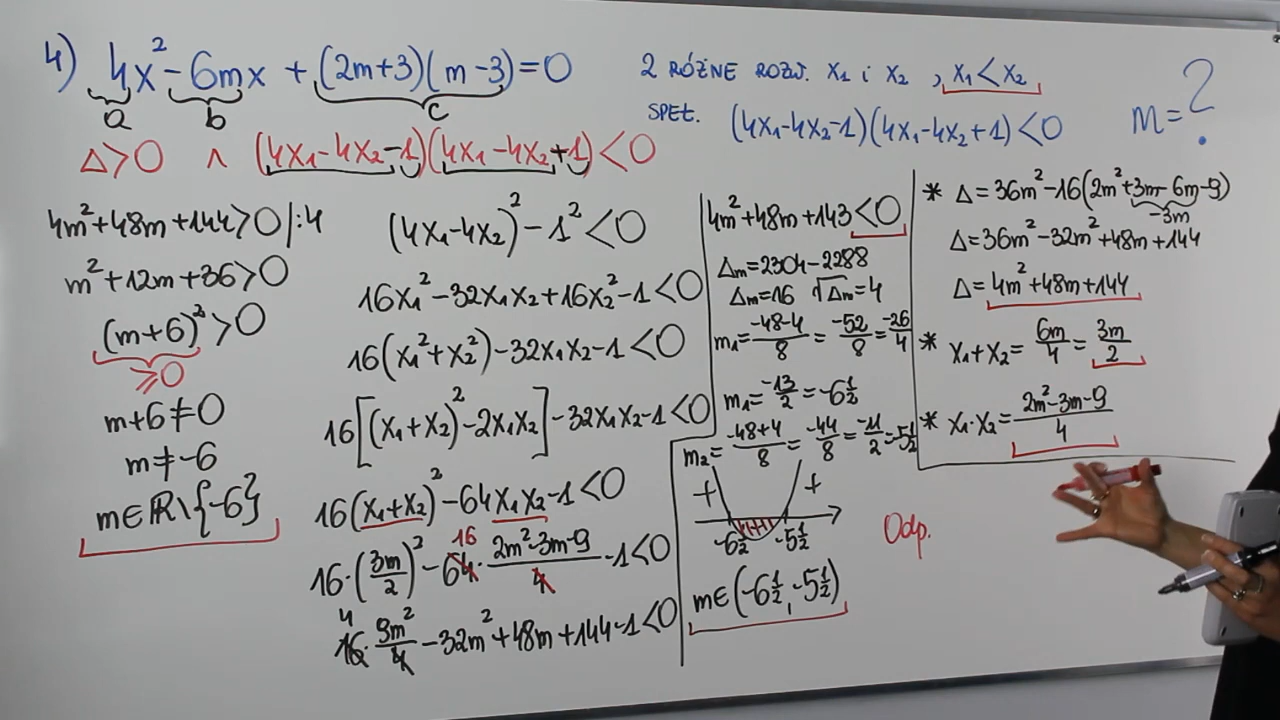 4) 4x² - 6mx + (2m+3)(m-3) = 0
a b c
2 RÓŻNE ROZW. x₁ i x₂, x₁ < x₂
SPEŁ. (4x₁-4x₂-1)(4x₁-4x₂+1) < 0
m = ?
Δ>0 ∧ (4x₁-4x₂-1)(4x₁-4x₂+1) < 0
4m²+48m+144>0 |:4
m²+12m+36>0
(m+6)²>0
≥0
m+6≠0
m≠-6
m∈ℝ\{-6}
(4x₁-4x₂)² - 1² < 0
16x₁²-32x₁x₂+16x₂²-1<0
16(x₁²+x₂²)-32x₁x₂-1<0
16[(x₁+x₂)²-2x₁x₂]-32x₁x₂-1<0
16(x₁+x₂)²-64x₁x₂-1<0
16
16·(3m/2)²-64·(2m²-3m-9)/4-1<0
4
16·9m²/4-32m²+48m+144-1<0
4m²+48m+143<0
Δm=2304-2288
Δm=16 √Δm=4
m₁=(-48-4)/8=-52/8=-26/4
m₁=-13/2=-6½
m₂=(-48+4)/8=-44/8=-11/2=-5½
+ +
-6½ -5½
m∈(-6½,-5½)
* Δ=36m²-16(2m²+3m-6m-9)
-3m
Δ=36m²-32m²+48m+144
Δ=4m²+48m+144
* x₁+x₂=6m/4=3m/2
* x₁·x₂=(2m²-3m-9)/4
Odp.